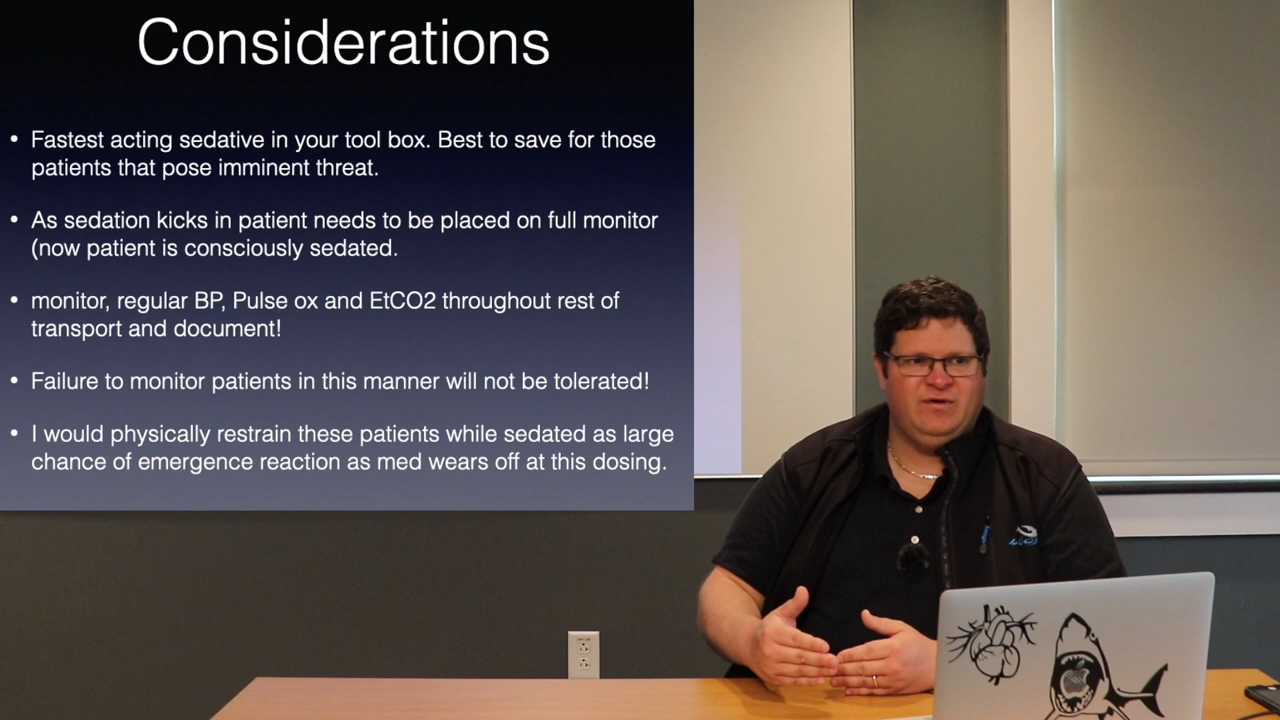 Considerations
• Fastest acting sedative in your tool box. Best to save for those
patients that pose imminent threat.
• As sedation kicks in patient needs to be placed on full monitor
(now patient is consciously sedated.
• monitor, regular BP, Pulse ox and EtCO2 throughout rest of
transport and document!
• Failure to monitor patients in this manner will not be tolerated!
• I would physically restrain these patients while sedated as large
chance of emergence reaction as med wears off at this dosing.